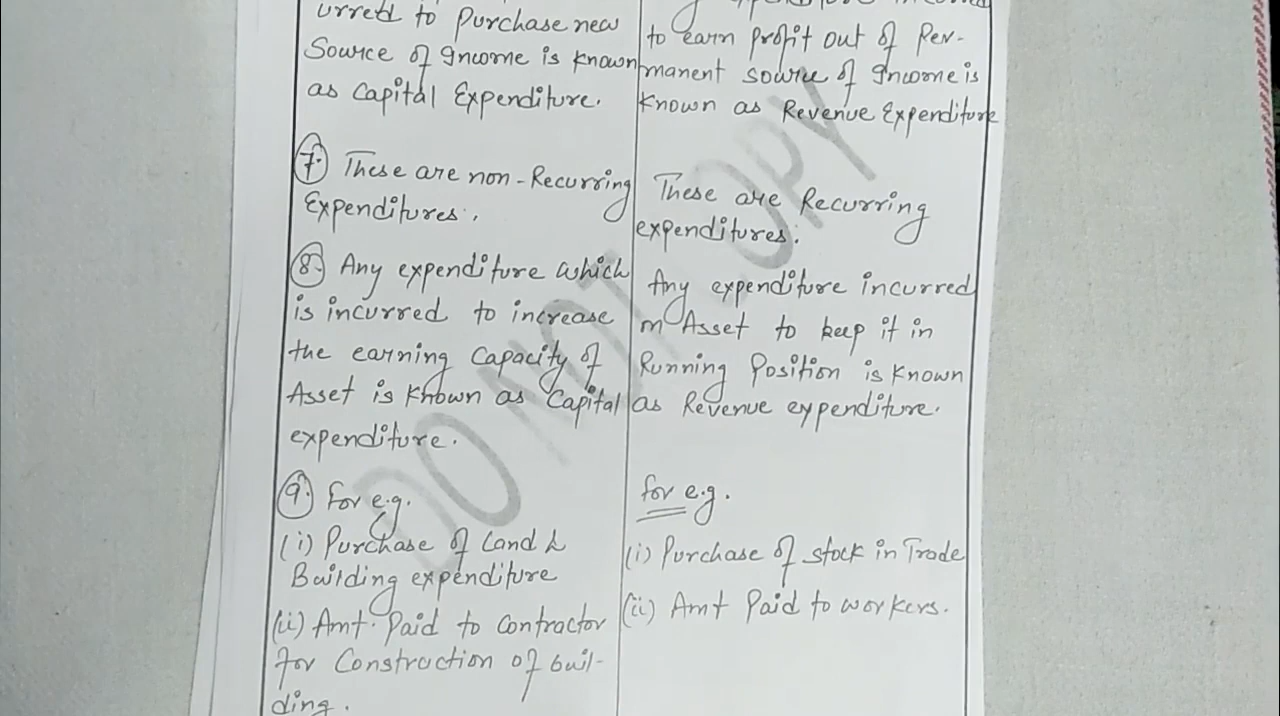 urred to Purchase new
Source of Income is known
as Capital Expenditure.
to earn profit out of Per-
manent source of Income is
known as Revenue Expenditure
(7) These are non-Recurring
Expenditures.
These are Recurring
expenditures.
(8) Any expenditure which
is incurred to increase
the earning capacity of
Asset is known as Capital
expenditure.
Any expenditure incurred
on Asset to keep it in
Running Position is known
as Revenue expenditure.
(9) For e.g.
(i) Purchase of Land &
Building expenditure
(ii) Amt. Paid to contractor
for Construction of buil-
ding.
for e.g.
(i) Purchase of stock in Trade
(ii) Amt Paid to workers.
DO NOT COPY